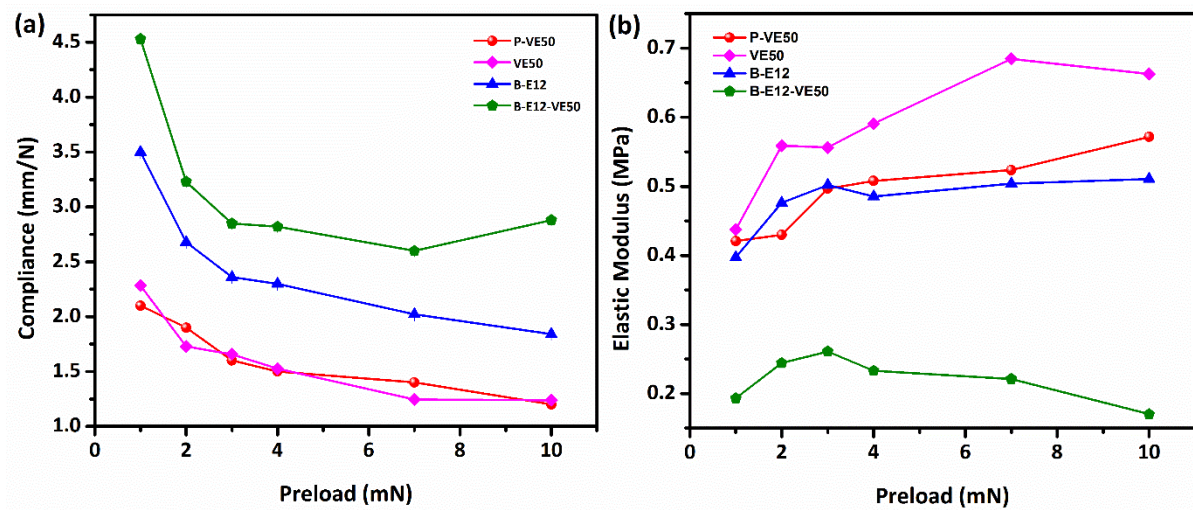 (a)
Compliance (mm/N)
4.5
4.0
3.5
3.0
2.5
2.0
1.5
1.0
P-VE50
VE50
B-E12
B-E12-VE50
0 2 4 6 8 10
Preload (mN)
(b)
Elastic Modulus (MPa)
0.7
0.6
0.5
0.4
0.3
0.2
P-VE50
VE50
B-E12
B-E12-VE50
0 2 4 6 8 10
Preload (mN)